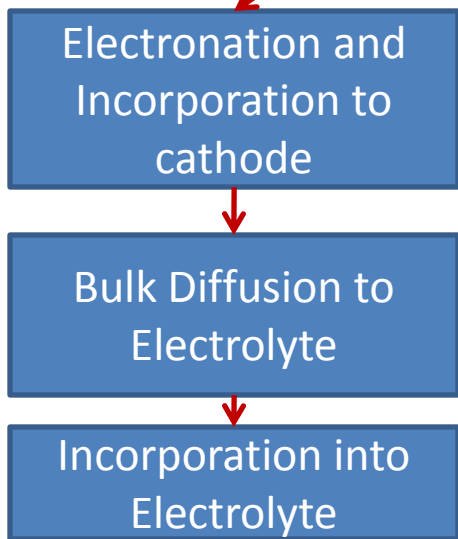 Electronation and
Incorporation to
cathode
Bulk Diffusion to
Electrolyte
Incorporation into
Electrolyte